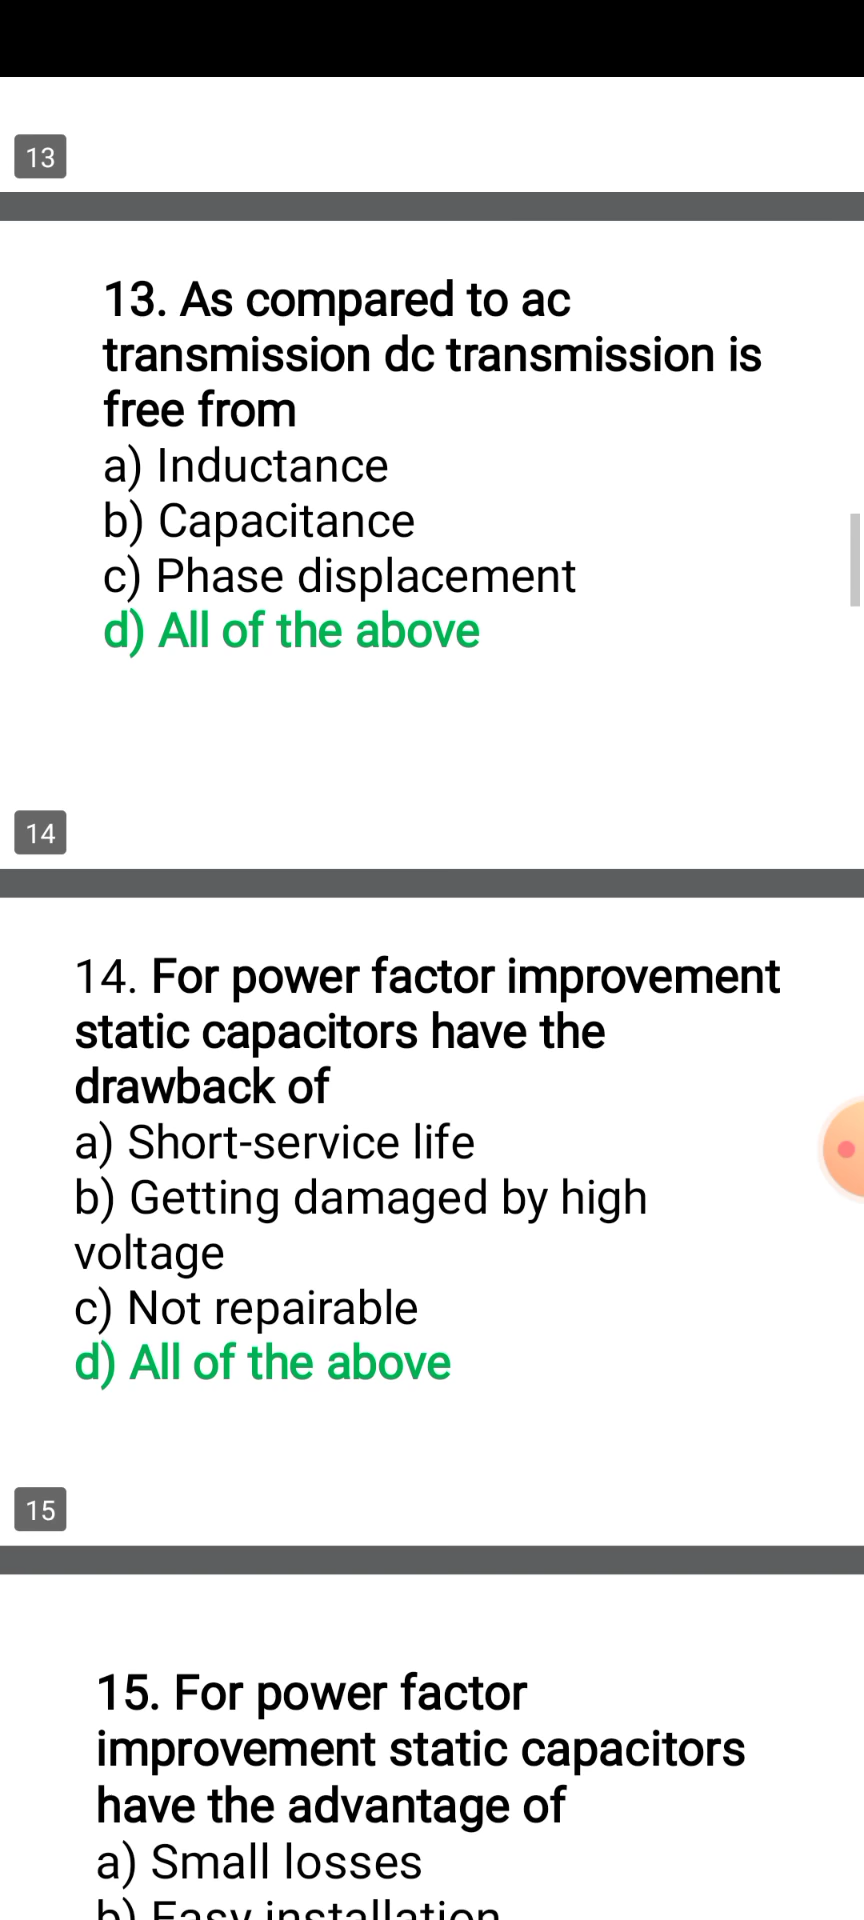 13
13. As compared to ac
transmission dc transmission is
free from
a) Inductance
b) Capacitance
c) Phase displacement
d) All of the above
14
14. For power factor improvement
static capacitors have the
drawback of
a) Short-service life
b) Getting damaged by high
voltage
c) Not repairable
d) All of the above
15
15. For power factor
improvement static capacitors
have the advantage of
a) Small losses
b) Easy installation